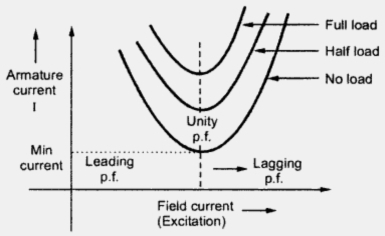 Full load
Half load
No load
Armature
current
I
Unity
p.f.
Min
current
Leading
p.f.
Lagging
p.f.
Field current
(Excitation)